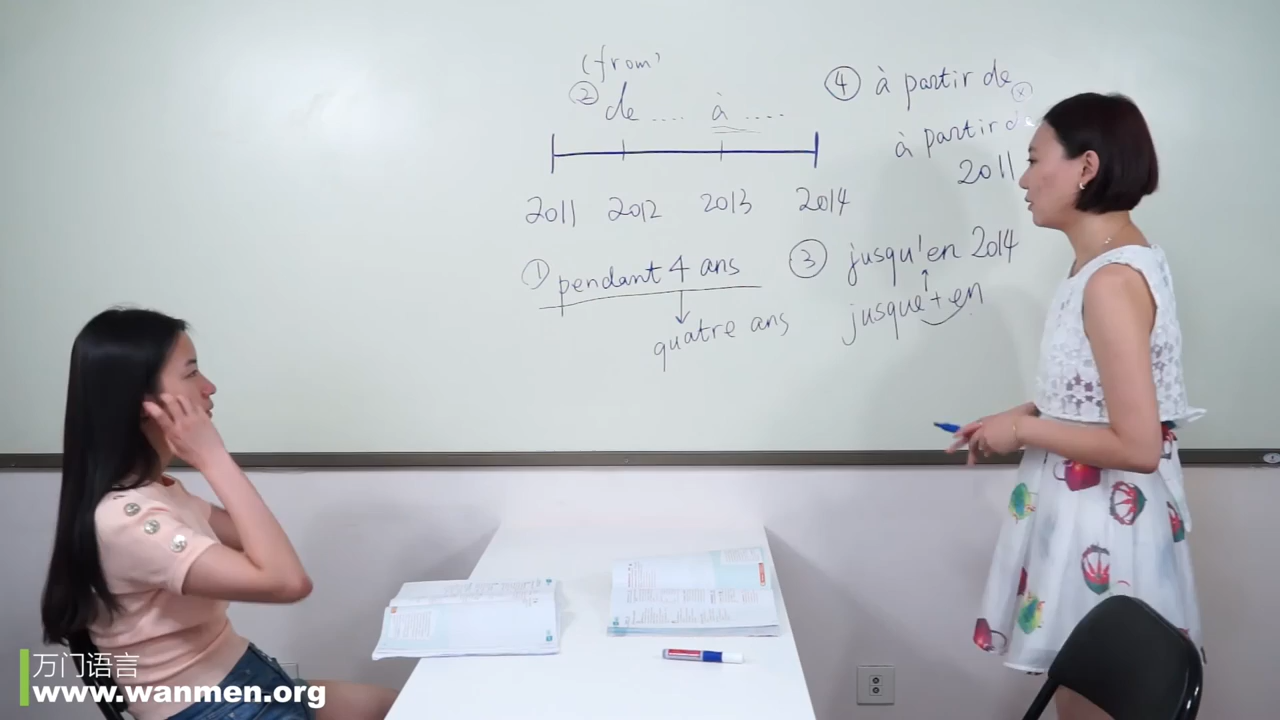 (from)
② de .... à ....
2011 2012 2013 2014
① pendant 4 ans
quatre ans
③ jusqu'en 2014
jusque + en
④ à partir de
à partir de
2011
万门语言
www.wanmen.org